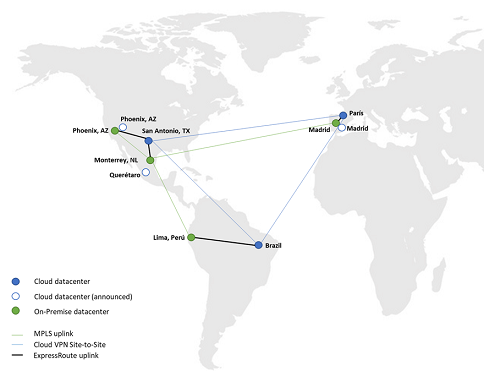 París
Phoenix, AZ
Phoenix, AZ
San Antonio, TX
Madrid
Madrid
Monterrey, NL
Querétaro
Lima, Perú
Brazil
Cloud datacenter
Cloud datacenter (announced)
On-Premise datacenter
MPLS uplink
Cloud VPN Site-to-Site
ExpressRoute uplink